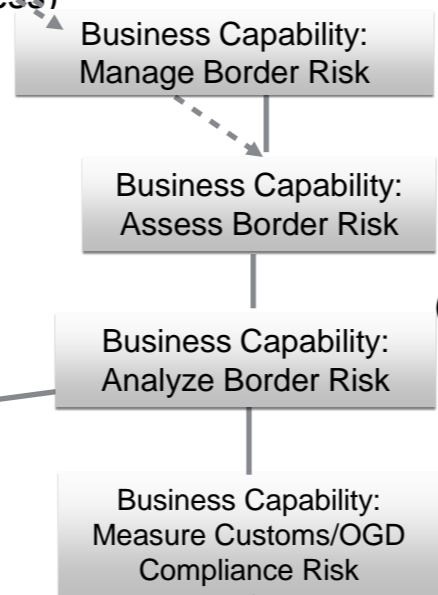 Business Capability:
Manage Border Risk
Business Capability:
Assess Border Risk
Business Capability:
Analyze Border Risk
Business Capability:
Measure Customs/OGD
Compliance Risk